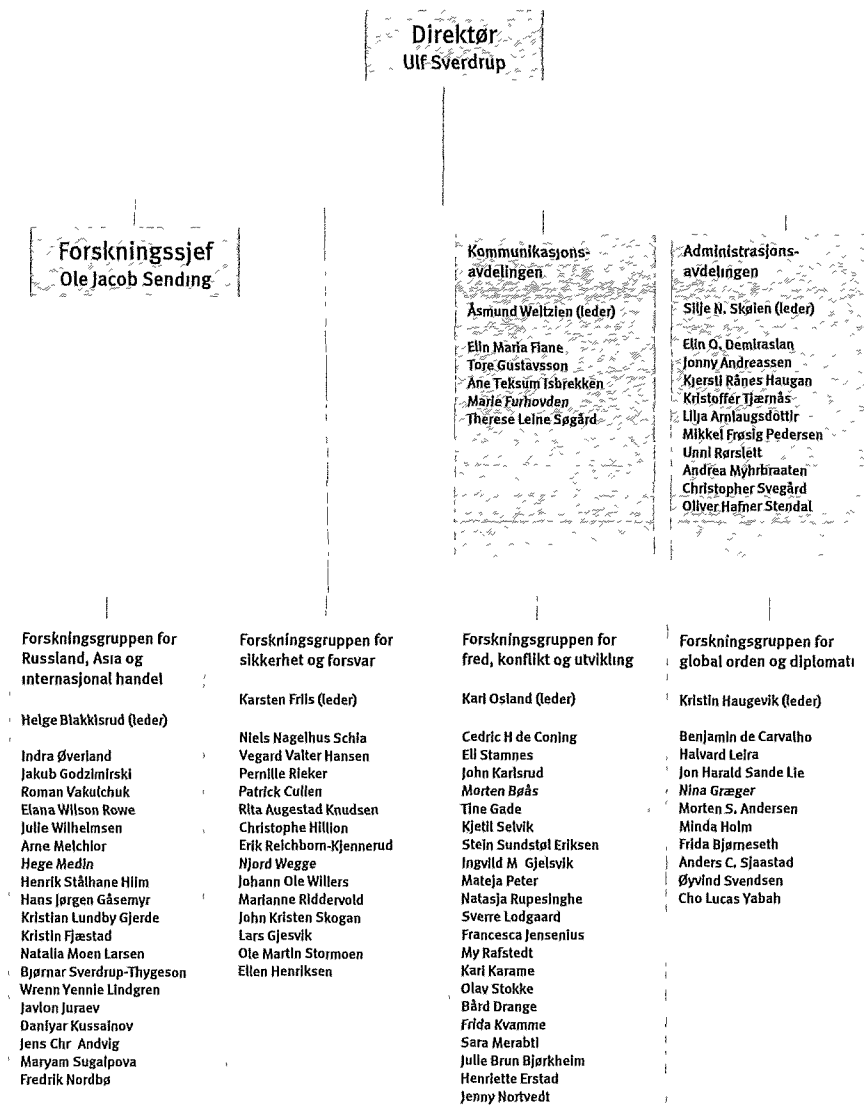 Direktør
Ulf Sverdrup
Forskningssjef
Ole Jacob Sending
Kommunikasjons-
avdelingen
Åsmund Weltzien (leder)
Elin Maria Fiane
Tore Gustavsson
Åne Teksum Isbrekken
Marie Furhovden
Therese Leine Søgård
Administrasjons-
avdelingen
Silje N. Skøien (leder)
Elin O. Demiraslan
Jonny Andreassen
Kjersti Rånes Haugan
Kristoffer Tjærnås
Lilja Arnlaugsdottir
Mikkel Frøsig Pedersen
Unni Rørslett
Andrea Myhrbraaten
Christopher Svegård
Oliver Hafner Stendal
Forskningsgruppen for
Russland, Asia og
internasjonal handel
Helge Blakkisrud (leder)
Indra Øverland
Jakub Godzimirski
Roman Vakulchuk
Elana Wilson Rowe
Julie Wilhelmsen
Arne Melchior
Hege Medin
Henrik Stålhane Hiim
Hans Jørgen Gåsemyr
Kristian Lundby Gjerde
Kristin Fjæstad
Natalia Moen Larsen
Bjørnar Sverdrup-Thygeson
Wrenn Yennie Lindgren
Javlon Juraev
Daniyar Kussainov
Jens Chr Andvig
Maryam Sugaipova
Fredrik Nordbø
Forskningsgruppen for
sikkerhet og forsvar
Karsten Friis (leder)
Niels Nagelhus Schia
Vegard Valter Hansen
Pernille Rieker
Patrick Cullen
Rita Augestad Knudsen
Christophe Hillion
Erik Reichborn-Kjennerud
Njord Wegge
Johann Ole Willers
Marianne Riddervold
John Kristen Skogan
Lars Gjesvik
Ole Martin Stormoen
Ellen Henriksen
Forskningsgruppen for
fred, konflikt og utvikling
Kari Osland (leder)
Cedric H de Coning
Eli Stamnes
John Karlsrud
Morten Bøås
Tine Gade
Kjetil Selvik
Stein Sundstøl Eriksen
Ingvild M Gjelsvik
Mateja Peter
Natasja Rupesinghe
Sverre Lodgaard
Francesca Jensenius
My Rafstedt
Kari Karame
Olav Stokke
Bård Drange
Frida Kvamme
Sara Merabti
Julie Brun Bjørkheim
Henriette Erstad
Jenny Nortvedt
Forskningsgruppen for
global orden og diplomati
Kristin Haugevik (leder)
Benjamin de Carvalho
Halvard Leira
Jon Harald Sande Lie
Nina Græger
Morten S. Andersen
Minda Holm
Frida Bjørneseth
Anders C. Sjaastad
Øyvind Svendsen
Cho Lucas Yabah